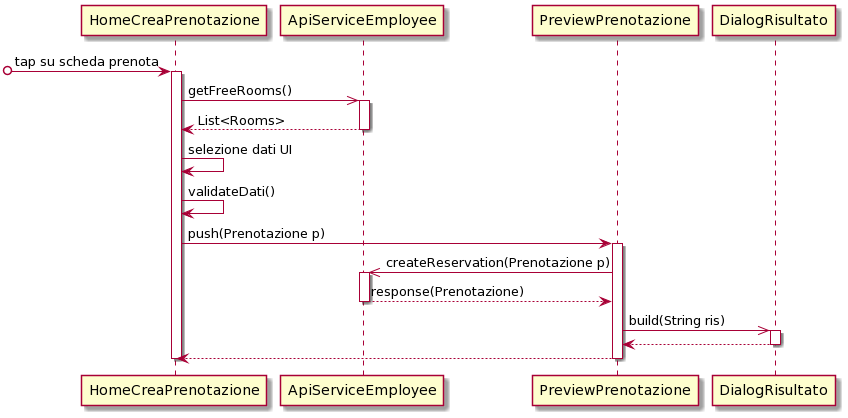 HomeCreaPrenotazione ApiServiceEmployee PreviewPrenotazione DialogRisultato
tap su scheda prenota
getFreeRooms()
List<Rooms>
selezione dati UI
validateDati()
push(Prenotazione p)
createReservation(Prenotazione p)
response(Prenotazione)
build(String ris)
HomeCreaPrenotazione ApiServiceEmployee PreviewPrenotazione DialogRisultato